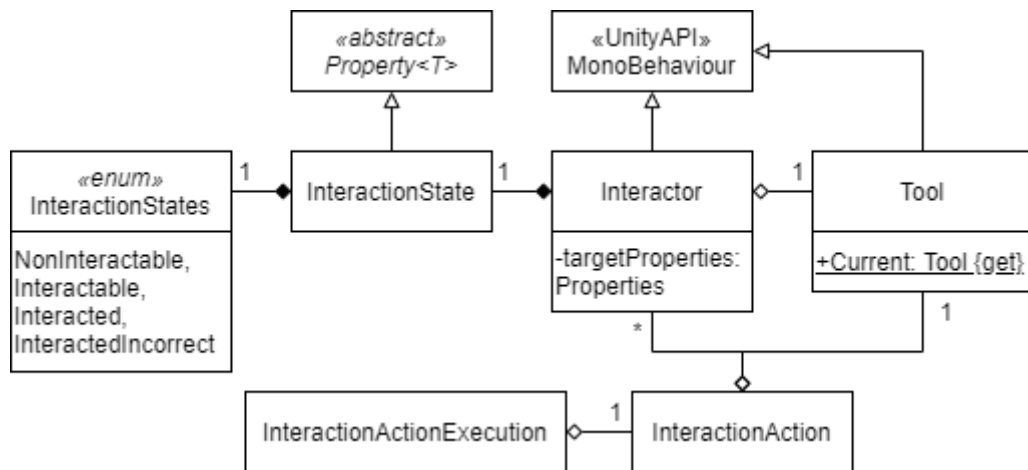 «abstract»
Property<T>
«UnityAPI»
MonoBehaviour
«enum»
InteractionStates
1
InteractionState
1
Interactor
1
Tool
NonInteractable,
Interactable,
Interacted,
InteractedIncorrect
-targetProperties:
Properties
+Current: Tool {get}
*
1
InteractionActionExecution
1
InteractionAction